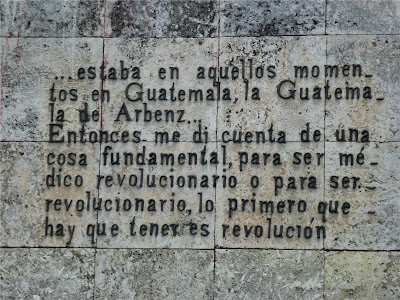 ...estaba en aquellos momen_
tos en Guatemala, la Guatema_
la de Arbenz...
Entonces me di cuenta de una
cosa fundamental, para ser mé_
dico revolucionario o para ser
revolucionario, lo primero que _
hay que tener es revolución